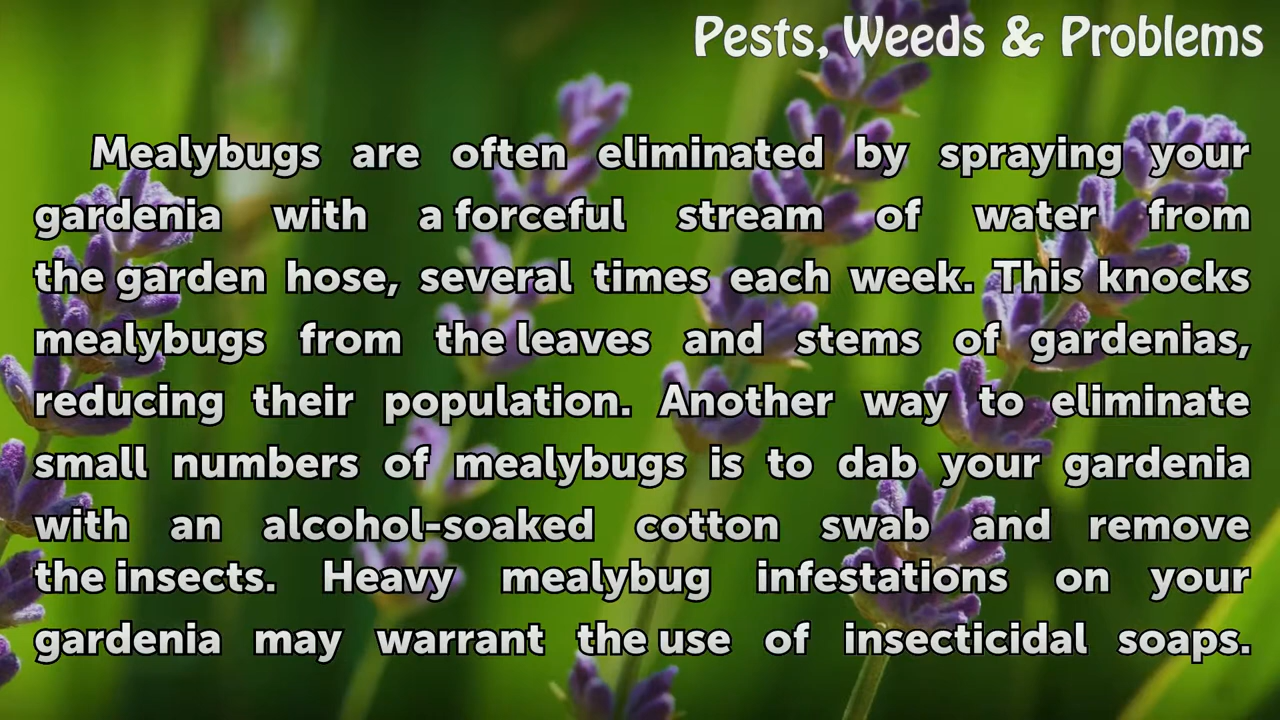 Pests, Weeds & Problems
Mealybugs are often eliminated by spraying your
gardenia with a forceful stream of water from
the garden hose, several times each week. This knocks
mealybugs from the leaves and stems of gardenias,
reducing their population. Another way to eliminate
small numbers of mealybugs is to dab your gardenia
with an alcohol-soaked cotton swab and remove
the insects. Heavy mealybug infestations on your
gardenia may warrant the use of insecticidal soaps.